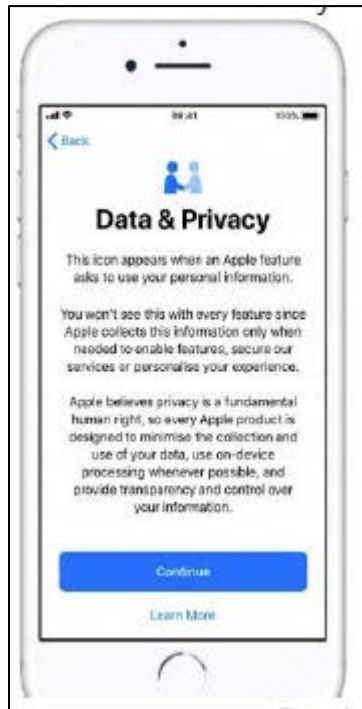 09:41
100%
Back
Data & Privacy
This icon appears when an Apple feature
asks to use your personal information.
You won't see this with every feature since
Apple collects this information only when
needed to enable features, secure our
services or personalise your experience.
Apple believes privacy is a fundamental
human right, so every Apple product is
designed to minimise the collection and
use of your data, use on-device
processing whenever possible, and
provide transparency and control over
your information.
Continue
Learn More